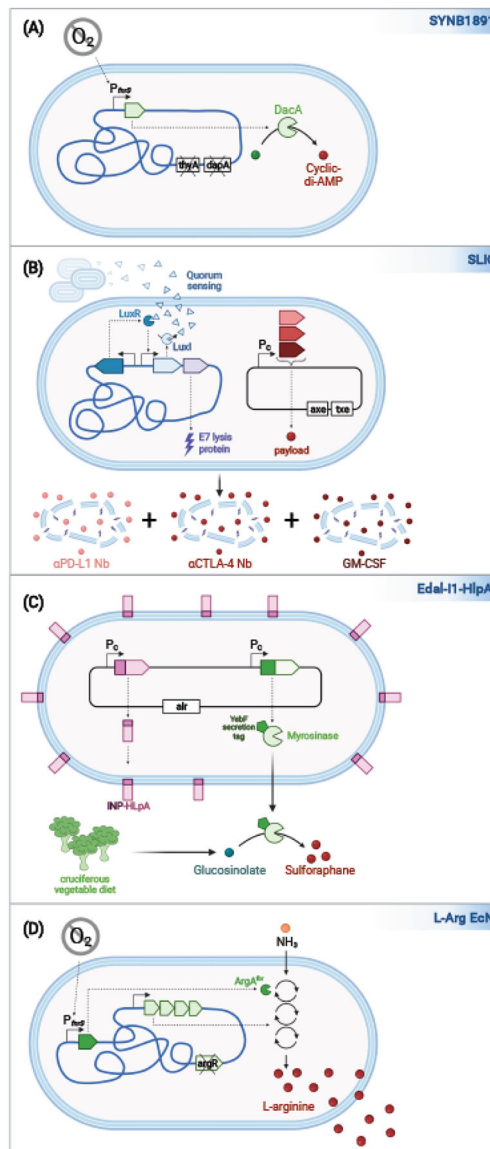 (A)
SYNB1891
O₂
PfnrS
DacA
thyA
dapA
Cyclic-
di-AMP
(B)
SLIC
Quorum
sensing
LuxR
LuxI
Pc
axe
txe
E7 lysis
protein
payload
+
+
αPD-L1 Nb
αCTLA-4 Nb
GM-CSF
(C)
Edal-I1-HlpA
Pc
Pc
alr
YebF
secretion
tag
Myrosinase
INP-HLpA
cruciferous
vegetable diet
Glucosinolate
Sulforaphane
(D)
L-Arg EcN
O₂
NH₃
ArgAfbr
PfnrS
argR
L-arginine